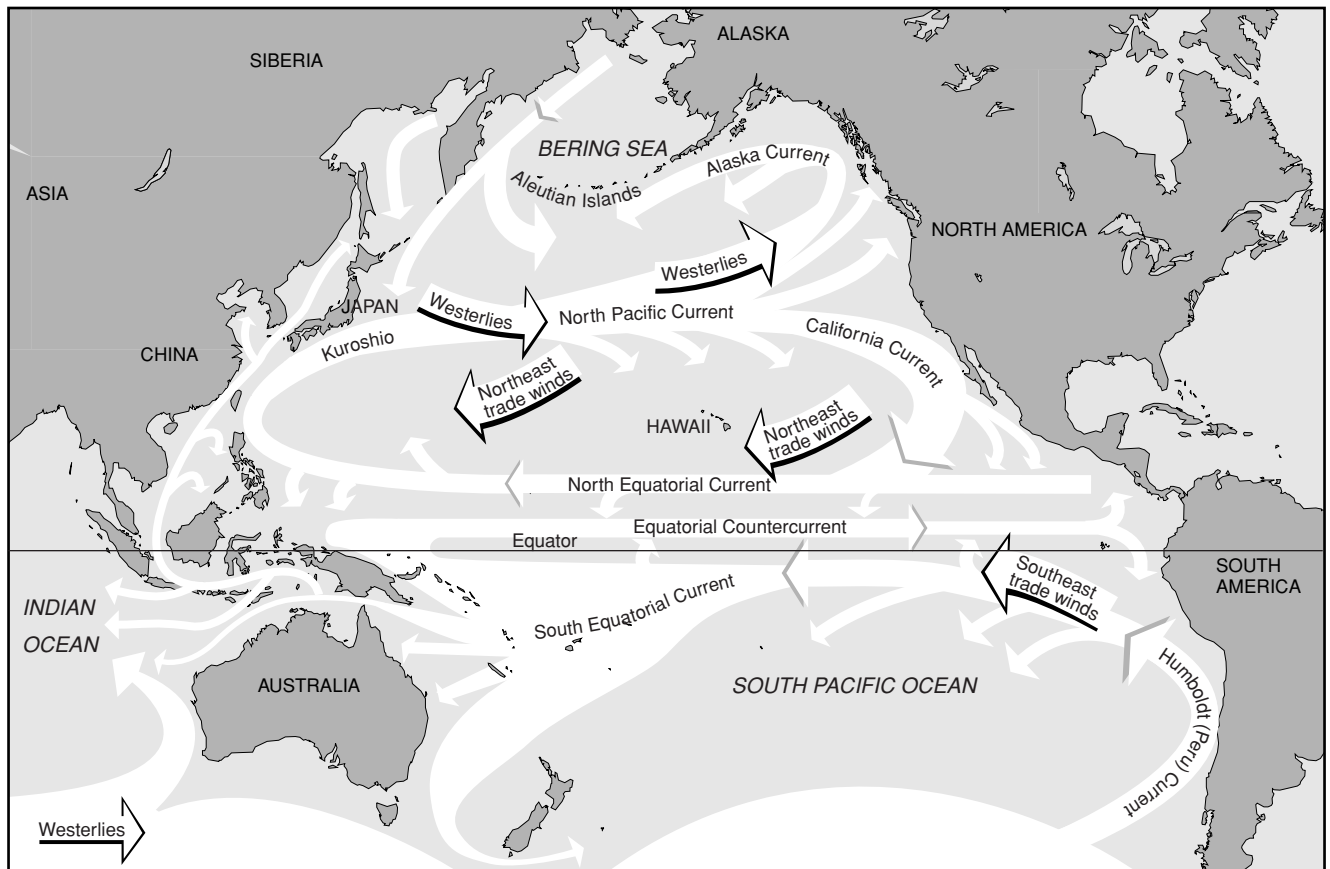 ALASKA
SIBERIA
BERING SEA
Alaska Current
Aleutian Islands
ASIA
NORTH AMERICA
Westerlies
JAPAN
Westerlies
North Pacific Current
Kuroshio
California Current
CHINA
Northeast
trade winds
Northeast
trade winds
HAWAII
North Equatorial Current
Equatorial Countercurrent
Equator
Southeast
trade winds
SOUTH
AMERICA
INDIAN
OCEAN
South Equatorial Current
AUSTRALIA
SOUTH PACIFIC OCEAN
Humboldt (Peru) Current
Westerlies